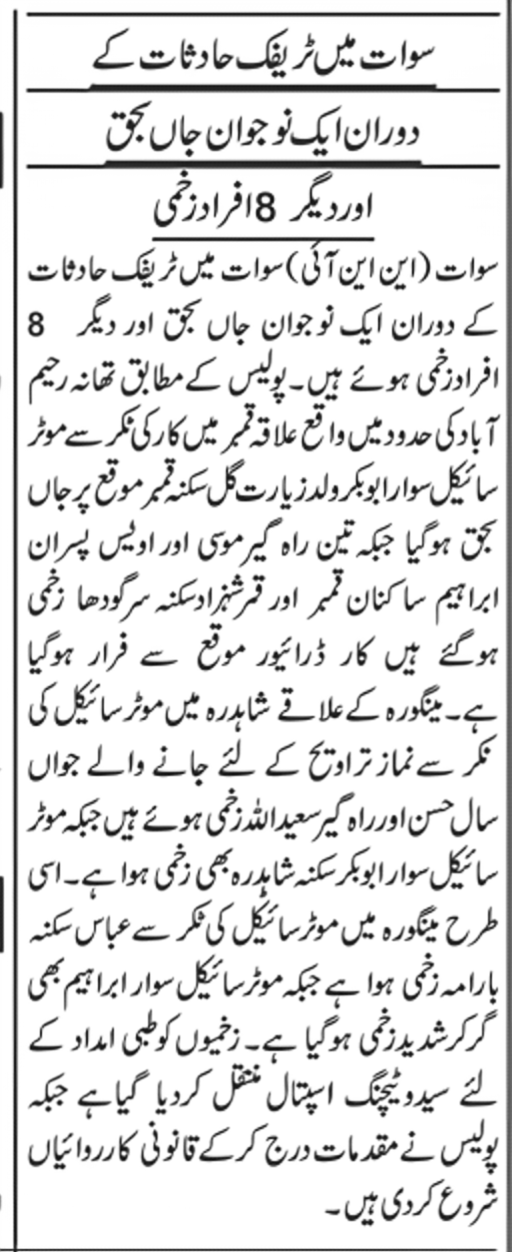 سوات میں ٹریفک حادثات کے
دوران ایک نوجوان جاں بحق
اور دیگر 8 افراد زخمی
سوات (این این آئی) سوات میں ٹریفک حادثات
کے دوران ایک نوجوان جاں بحق اور دیگر 8
افراد زخمی ہوئے ہیں۔ پولیس کے مطابق تھانہ رحیم
آباد کی حدود میں واقع علاقہ قمبر میں کار کی ٹکر سے موٹر
سائیکل سوار ابوبکر ولد زیارت گل سکنہ قمبر موقع پر جاں
بحق ہوگیا جبکہ تین راہ گیر موسی اور اویس پسران
ابراہیم ساکنان قمبر اور قمر شہزاد سکنہ سرگودھا زخمی
ہوگئے ہیں کار ڈرائیور موقع سے فرار ہوگیا
ہے۔ مینگورہ کے علاقے شاہدرہ میں موٹر سائیکل کی
ٹکر سے نماز تراویح کے لئے جانے والے جواں
سال حسن اور راہ گیر سعید اللہ زخمی ہوئے ہیں جبکہ موٹر
سائیکل سوار ابوبکر سکنہ شاہدرہ بھی زخمی ہوا ہے۔ اسی
طرح مینگورہ میں موٹر سائیکل کی ٹکر سے عباس سکنہ
بارامہ زخمی ہوا ہے جبکہ موٹر سائیکل سوار ابراہیم بھی
گر کر شدید زخمی ہوگیا ہے۔ زخمیوں کو طبی امداد کے
لئے سیدو ٹیچنگ اسپتال منتقل کردیا گیا ہے جبکہ
پولیس نے مقدمات درج کرکے قانونی کارروائیاں
شروع کردی ہیں۔